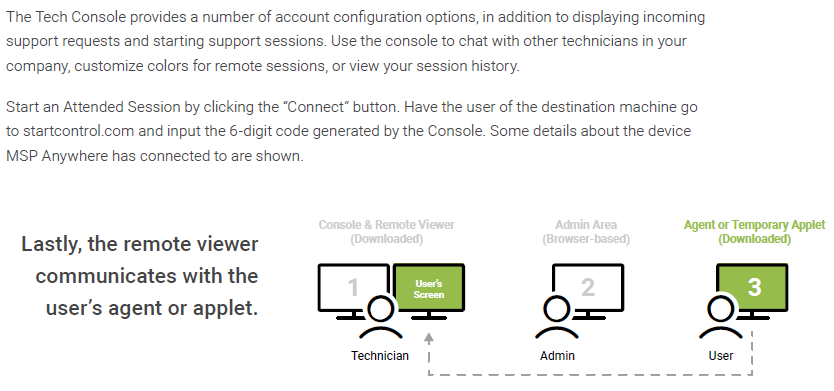 The Tech Console provides a number of account configuration options, in addition to displaying incoming
support requests and starting support sessions. Use the console to chat with other technicians in your
company, customize colors for remote sessions, or view your session history.
Start an Attended Session by clicking the “Connect” button. Have the user of the destination machine go
to startcontrol.com and input the 6-digit code generated by the Console. Some details about the device
MSP Anywhere has connected to are shown.
Lastly, the remote viewer
communicates with the
user’s agent or applet.
Console & Remote Viewer
(Downloaded)
1
User's
Screen
Technician
Admin Area
(Browser-based)
2
Admin
Agent or Temporary Applet
(Downloaded)
3
User